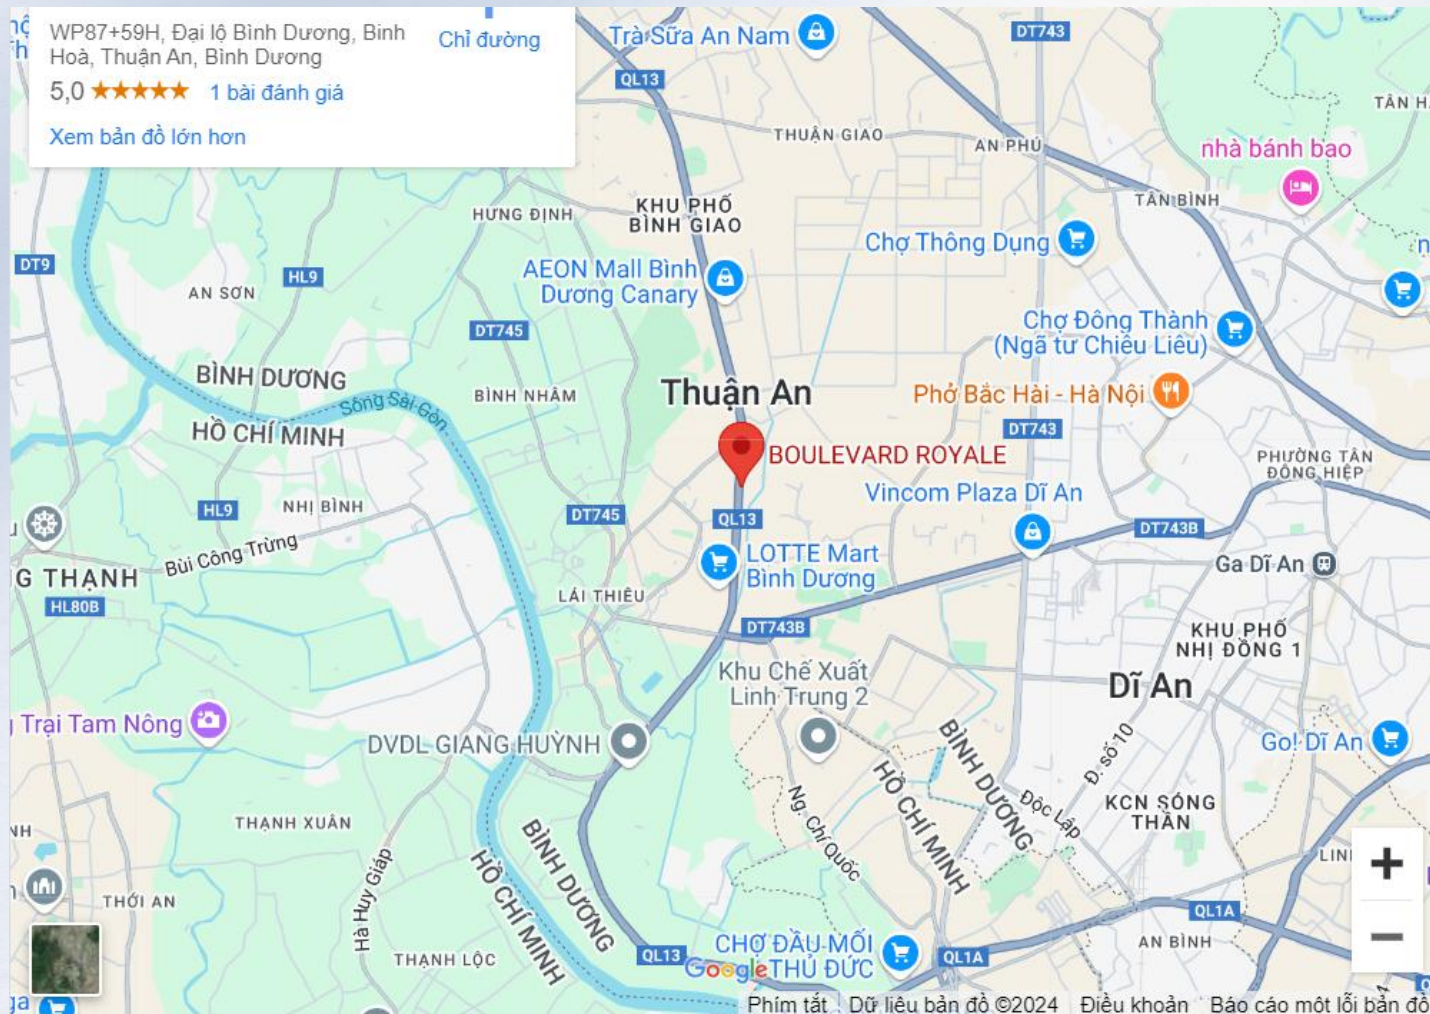 WP87+59H, Đại lộ Bình Dương, Binh
Hoà, Thuận An, Bình Dương
Chỉ đường
5,0 ★★★★★ 1 bài đánh giá
Xem bản đồ lớn hơn
Trà Sữa An Nam
DT743
QL13
TÂN
THUẬN GIAO
AN PHÚ
nhà bánh bao
TÂN BÌNH
HƯNG ĐỊNH
KHU PHỐ
BÌNH GIAO
Chợ Thông Dụng
DT9
HL9
AN SƠN
AEON Mall Bình
Dương Canary
DT745
Chợ Đông Thành
(Ngã tư Chiêu Liêu)
BÌNH DƯƠNG
Sông Sài Gòn
HỒ CHÍ MINH
BÌNH NHÂM
Thuận An
Phở Bắc Hài - Hà Nội
DT743
BOULEVARD ROYALE
PHƯỜNG TÂN
ĐÔNG HIỆP
Vincom Plaza Dĩ An
HL9
NHỊ BÌNH
DT745
QL13
DT743B
Bùi Công Trừng
LOTTE Mart
Bình Dương
Ga Dĩ An
G THẠNH
HL80B
LÁI THIÊU
DT743B
KHU PHỐ
NHỊ ĐỒNG 1
Khu Chế Xuất
Linh Trung 2
Dĩ An
Trại Tam Nông
DVDL GIANG HUỲNH
BÌNH DƯƠNG
HỒ CHÍ MINH
Đ. số 10
Go! Dĩ An
Độc Lập
KCN SÓNG
THẦN
THẠNH XUÂN
Ng. Chí Quốc
BÌNH DƯƠNG
HỒ CHÍ MINH
Hà Huy Giáp
THỚI AN
QL1A
AN BÌNH
THẠNH LỘC
QL13
CHỢ ĐẦU MỐI
THỦ ĐỨC
QL1A
Google
Phím tắt Dữ liệu bản đồ ©2024 Điều khoản Báo cáo một lỗi bản đồ